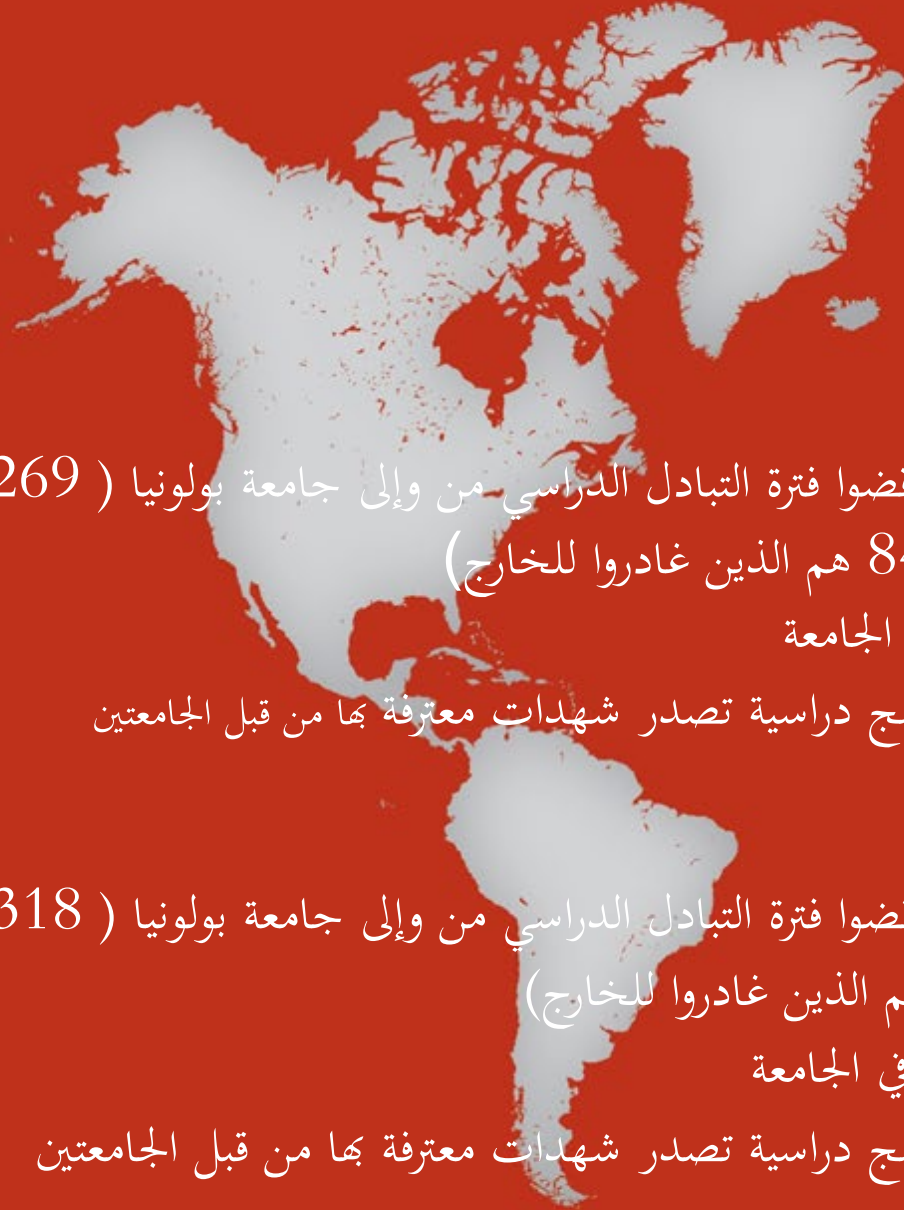 قضوا فترة التبادل الدراسي من وإلى جامعة بولونيا ( 269
84 هم الذين غادروا للخارج)
الجامعة
دراسية تصدر شهدات معترفة بها من قبل الجامعتين
قضوا فترة التبادل الدراسي من وإلى جامعة بولونيا ( 318
الذين غادروا للخارج)
في الجامعة
دراسية تصدر شهدات معترفة بها من قبل الجامعتين